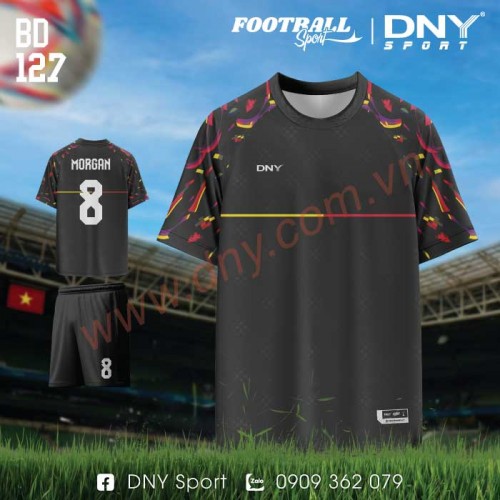 BD
127
FOOTBALL
Sport
DNY®
SPORT
MORGAN
8
8
DNY
www.dny.com.vn
DNY Sport
Zalo
0909 362 079